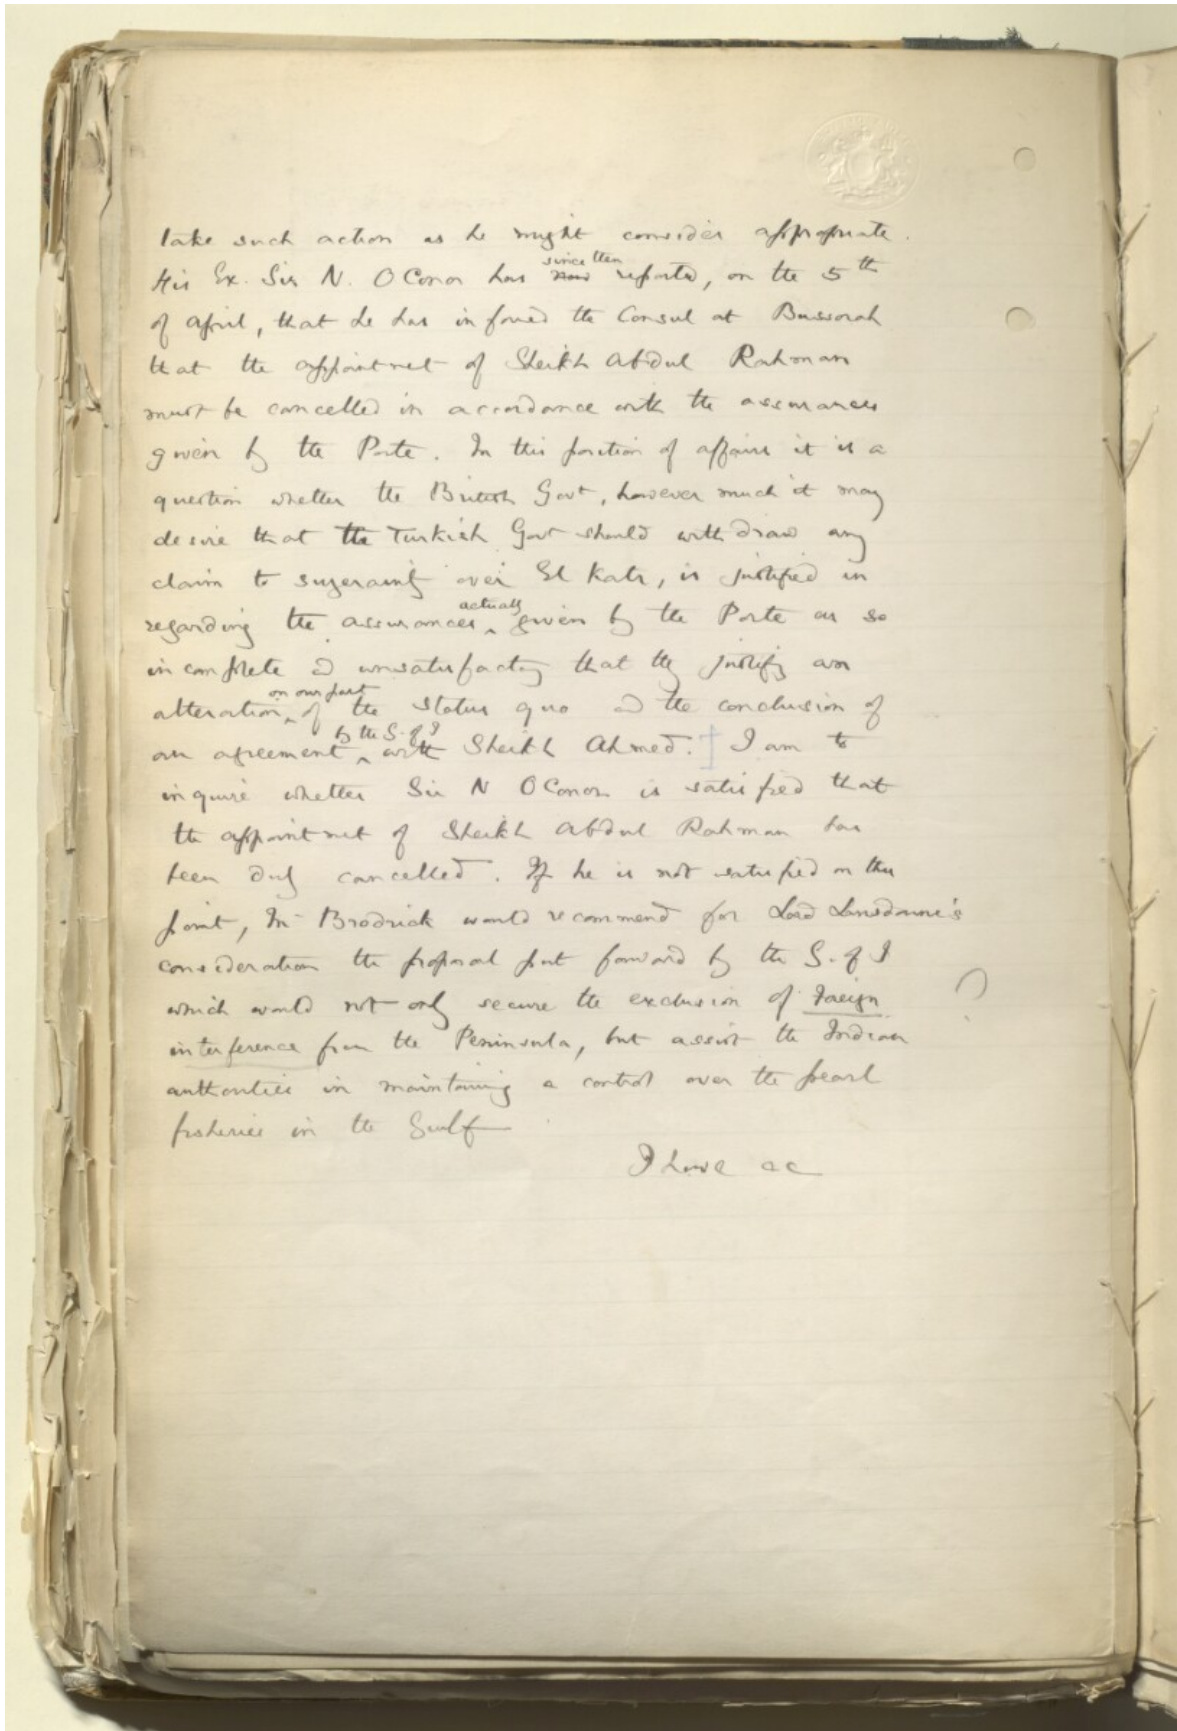 take such action as he might consider appropriate.
His Ex. Sir N. OConor has since then now reported, on the 5th
of April, that he has informed the Consul at Bussorah
that the appointment of Sheikh Abdul Rahman
must be cancelled in accordance with the assurances
given by the Porte. In this position of affairs it is a
question whether the British Govt, however much it may
desire that the Turkish Govt should withdraw any
claim to suzerainty over El Katr, is justified in
regarding the assurances actually given by the Porte as so
incomplete & unsatisfactory that they justify an
alteration on our part of the status quo and the conclusion of
an agreement by the G. of I with Sheikh Ahmed. I am to
inquire whether Sir N OConor is satisfied that
the appointment of Sheikh Abdul Rahman has
been duly cancelled. If he is not satisfied on this
point, Mr Brodrick would recommend for Lord Lansdowne's
consideration the proposal put forward by the G. of I
which would not only secure the exclusion of foreign ?
interference from the Peninsula, but assist the Indian
authorities in maintaining a control over the pearl
fisheries in the Gulf
I have &c